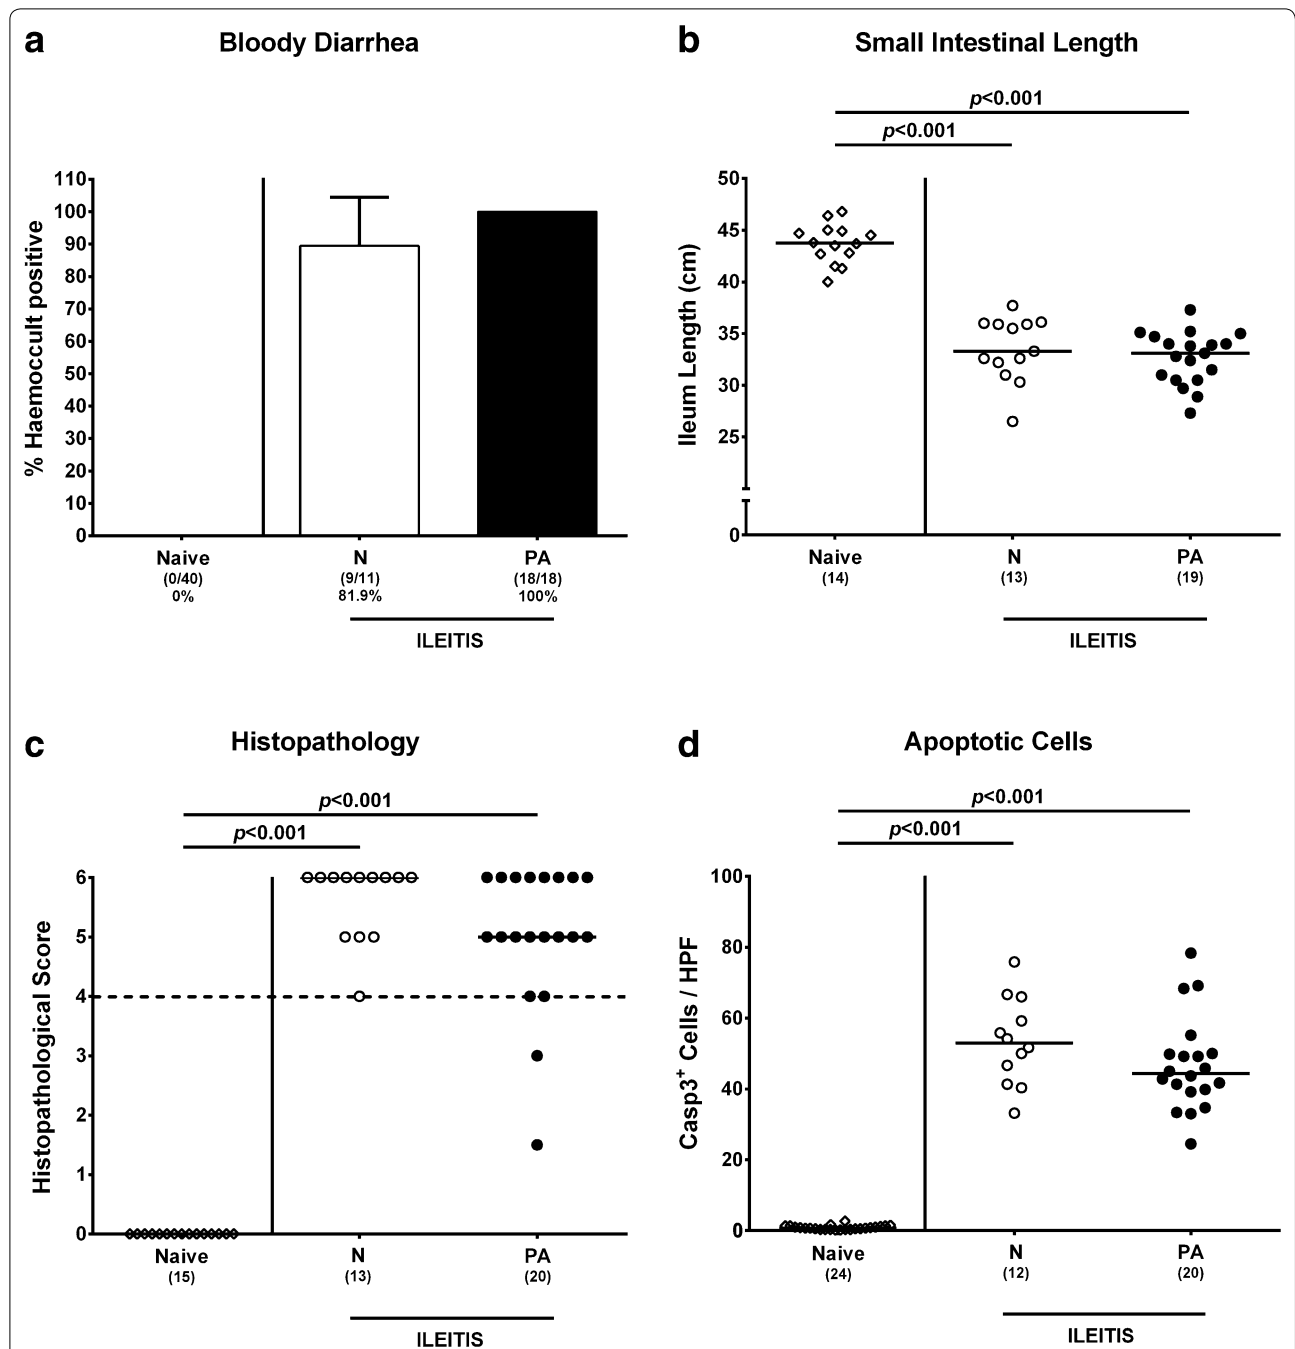 a
Bloody Diarrhea
% Haemoccult positive
110
100
90
80
70
60
50
40
30
20
10
0
Naive
N
PA
(0/40)
(9/11)
(18/18)
0%
81.9%
100%
ILEITIS
b
Small Intestinal Length
p<0.001
p<0.001
Ileum Length (cm)
50
45
40
35
30
25
0
Naive
N
PA
(14)
(13)
(19)
ILEITIS
c
Histopathology
p<0.001
p<0.001
Histopathological Score
6
5
4
3
2
1
0
Naive
N
PA
(15)
(13)
(20)
ILEITIS
d
Apoptotic Cells
p<0.001
p<0.001
Casp3⁺ Cells / HPF
100
80
60
40
20
0
Naive
N
PA
(24)
(12)
(20)
ILEITIS